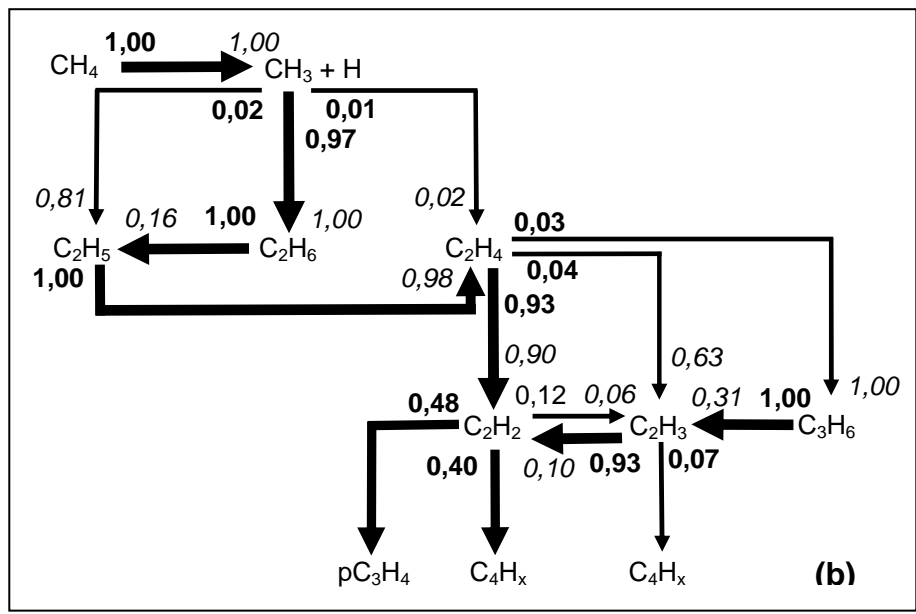 1,00 1,00
CH4 CH3 + H
0,02 0,01
0,97
0,81 0,16 1,00 1,00 0,02 0,03
C2H5 C2H6 C2H4
1,00 0,98 0,04
0,93
0,90 0,63
0,48 0,12 0,06 0,31 1,00 1,00
C2H2 C2H3 C3H6
0,40 0,10 0,93 0,07
pC3H4 C4Hx C4Hx (b)